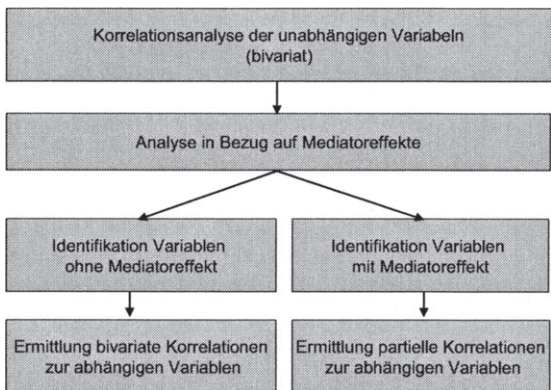 Korrelationsanalyse der unabhängigen Variabeln
(bivariat)
Analyse in Bezug auf Mediatoreffekte
Identifikation Variablen
ohne Mediatoreffekt
Identifikation Variablen
mit Mediatoreffekt
Ermittlung bivariate Korrelationen
zur abhängigen Variablen
Ermittlung partielle Korrelationen
zur abhängigen Variablen